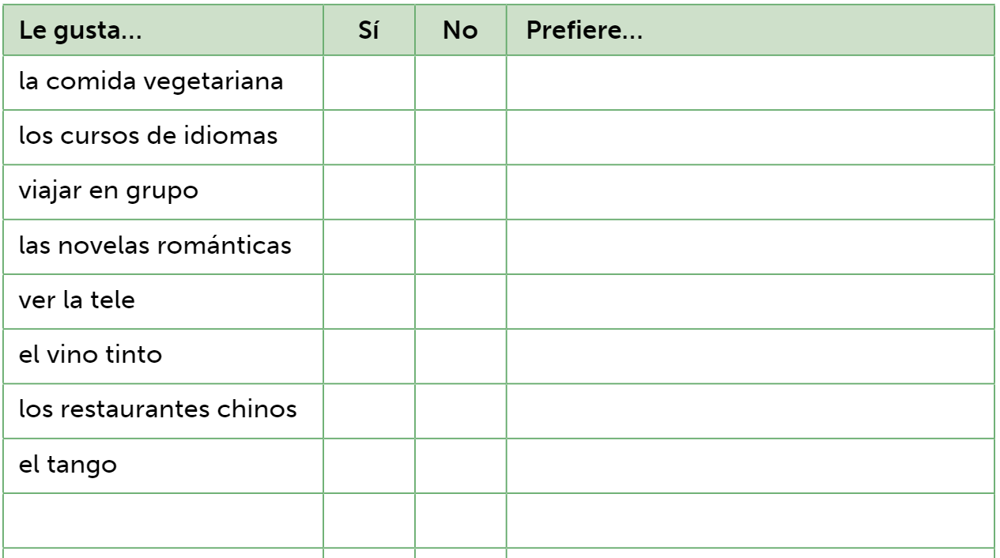 Le gusta... Sí No Prefiere...
la comida vegetariana
los cursos de idiomas
viajar en grupo
las novelas románticas
ver la tele
el vino tinto
los restaurantes chinos
el tango